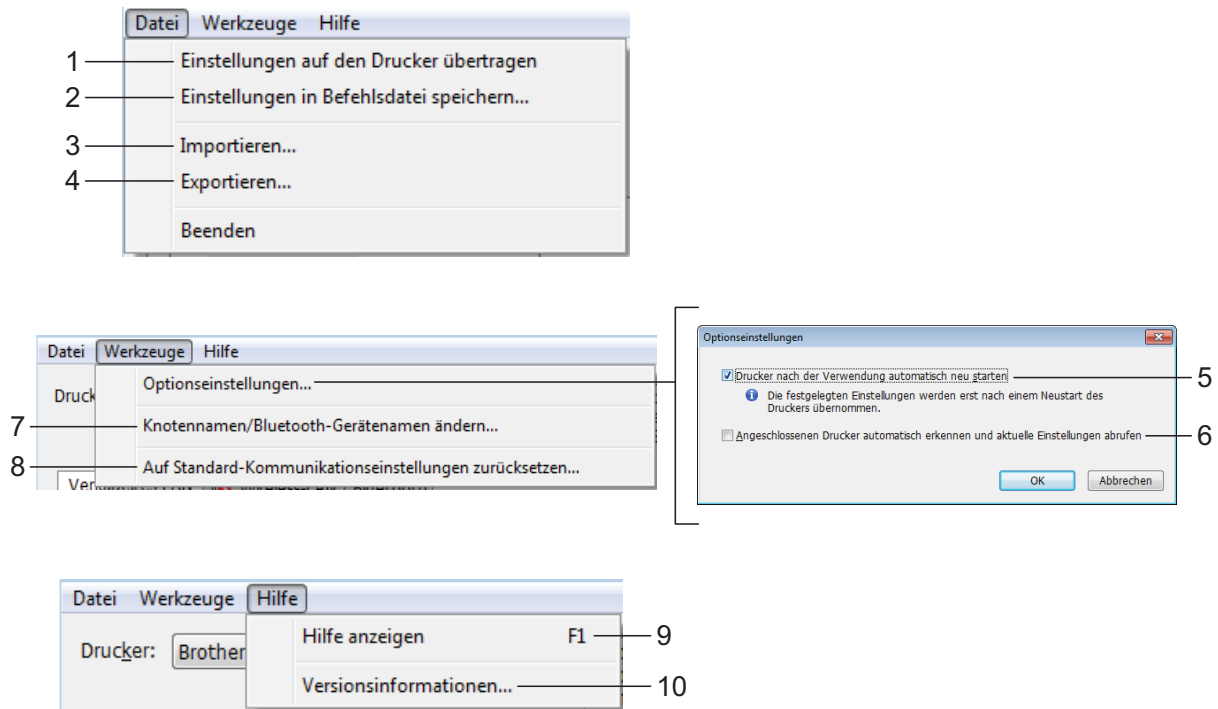 Datei Werkzeuge Hilfe
1 Einstellungen auf den Drucker übertragen
2 Einstellungen in Befehlsdatei speichern...
3 Importieren...
4 Exportieren...
Beenden
Datei Werkzeuge Hilfe
Druck
Optionseinstellungen...
7 Knotennamen/Bluetooth-Gerätenamen ändern...
8 Auf Standard-Kommunikationseinstellungen zurücksetzen...
Optionseinstellungen
Drucker nach der Verwendung automatisch neu starten 5
Die festgelegten Einstellungen werden erst nach einem Neustart des
Druckers übernommen.
Angeschlossenen Drucker automatisch erkennen und aktuelle Einstellungen abrufen 6
OK Abbrechen
Datei Werkzeuge Hilfe
Drucker: Brother
Hilfe anzeigen F1 9
Versionsinformationen... 10